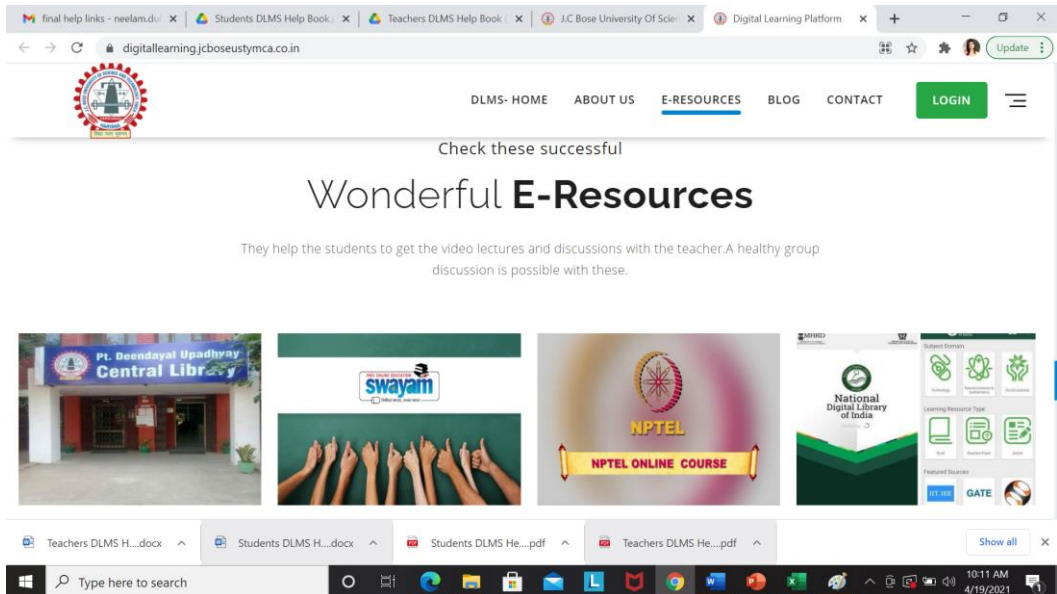 final help links - neelam.du
Students DLMS Help Book.
Teachers DLMS Help Book (
J.C Bose University Of Scien
Digital Learning Platform
digitallearning.jcboseustymca.co.in
Update
DLMS- HOME
ABOUT US
E-RESOURCES
BLOG
CONTACT
LOGIN
Check these successful
Wonderful E-Resources
They help the students to get the video lectures and discussions with the teacher.A healthy group
discussion is possible with these.
Pt. Deendayal Upadhyay
Central Library
swayam
NPTEL
NPTEL ONLINE COURSE
MHRD
National
Digital Library
of India
Subject Domain
Learning Resource Type
Featured Sources
IIT JEE
GATE
Teachers DLMS H....docx
Students DLMS H....docx
Students DLMS He....pdf
Teachers DLMS He....pdf
Show all
Type here to search
10:11 AM
4/19/2021